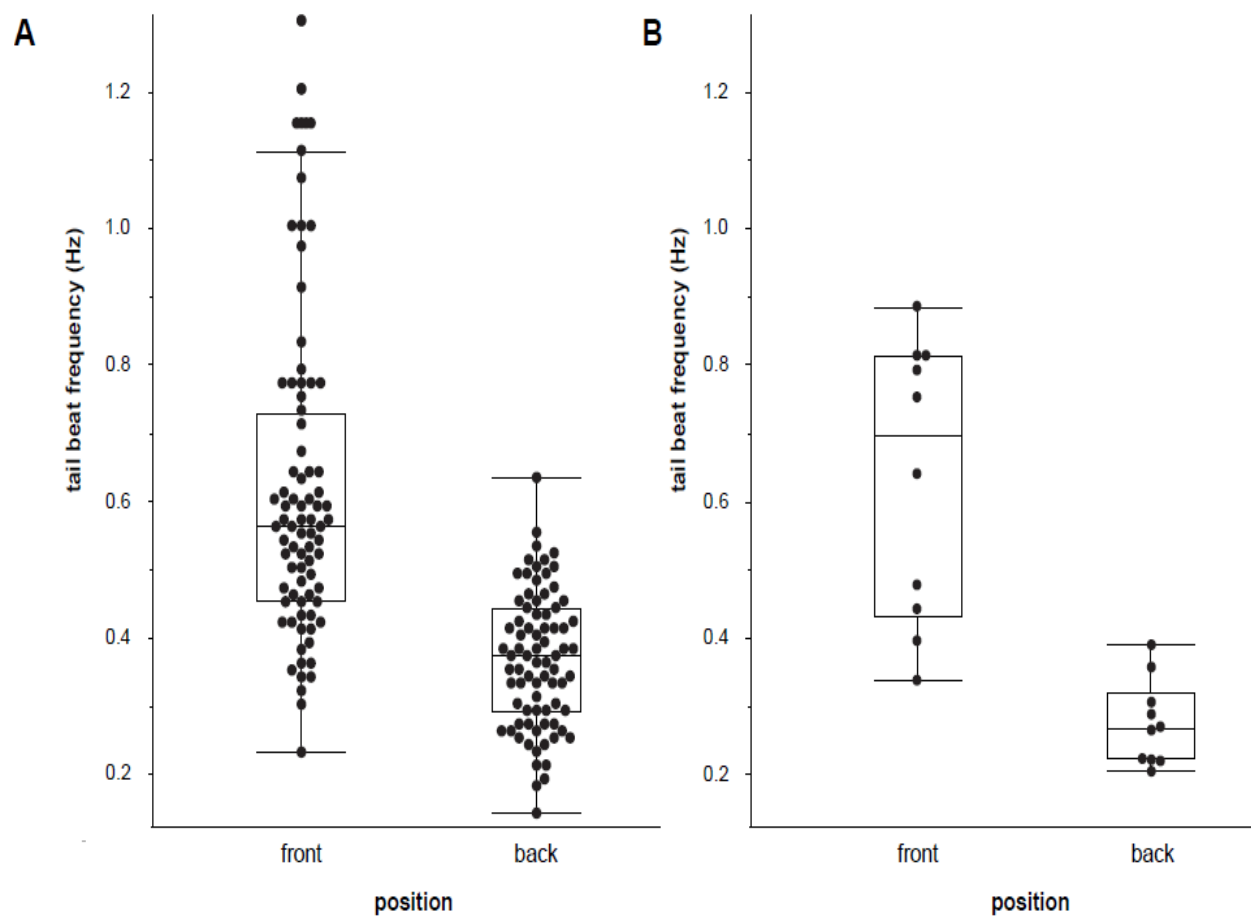 A
1.2
1.0
0.8
0.6
0.4
0.2
tail beat frequency (Hz)
front
back
position
B
1.2
1.0
0.8
0.6
0.4
0.2
tail beat frequency (Hz)
front
back
position